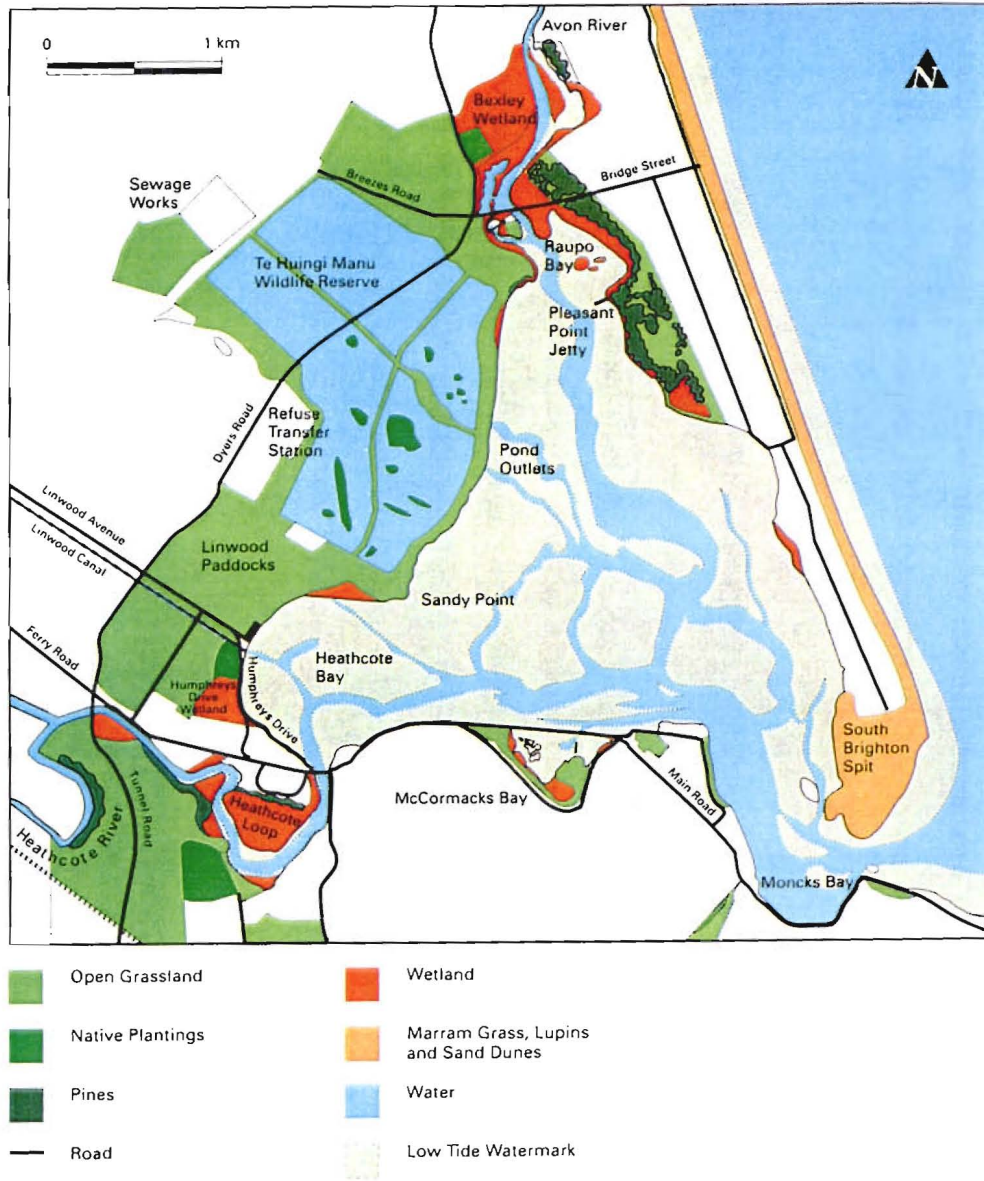 0 1 km
Avon River
N
Bexley
Wetland
Bridge Street
Breezes Road
Sewage
Works
Te Huingi Manu
Wildlife Reserve
Raupo
Bay
Pleasant
Point
Jetty
Dyers Road
Refuse
Transfer
Station
Pond
Outlets
Linwood Avenue
Linwood Canal
Linwood
Paddocks
Sandy Point
Ferry Road
Heathcote
Bay
Humphreys
Drive
Wetland
Humphreys Drive
South
Brighton
Spit
McCormacks Bay
Main Road
Tunnel Road
Heathcote
Loop
Heathcote River
Moncks Bay
Open Grassland
Wetland
Native Plantings
Marram Grass, Lupins
and Sand Dunes
Pines
Water
Road
Low Tide Watermark